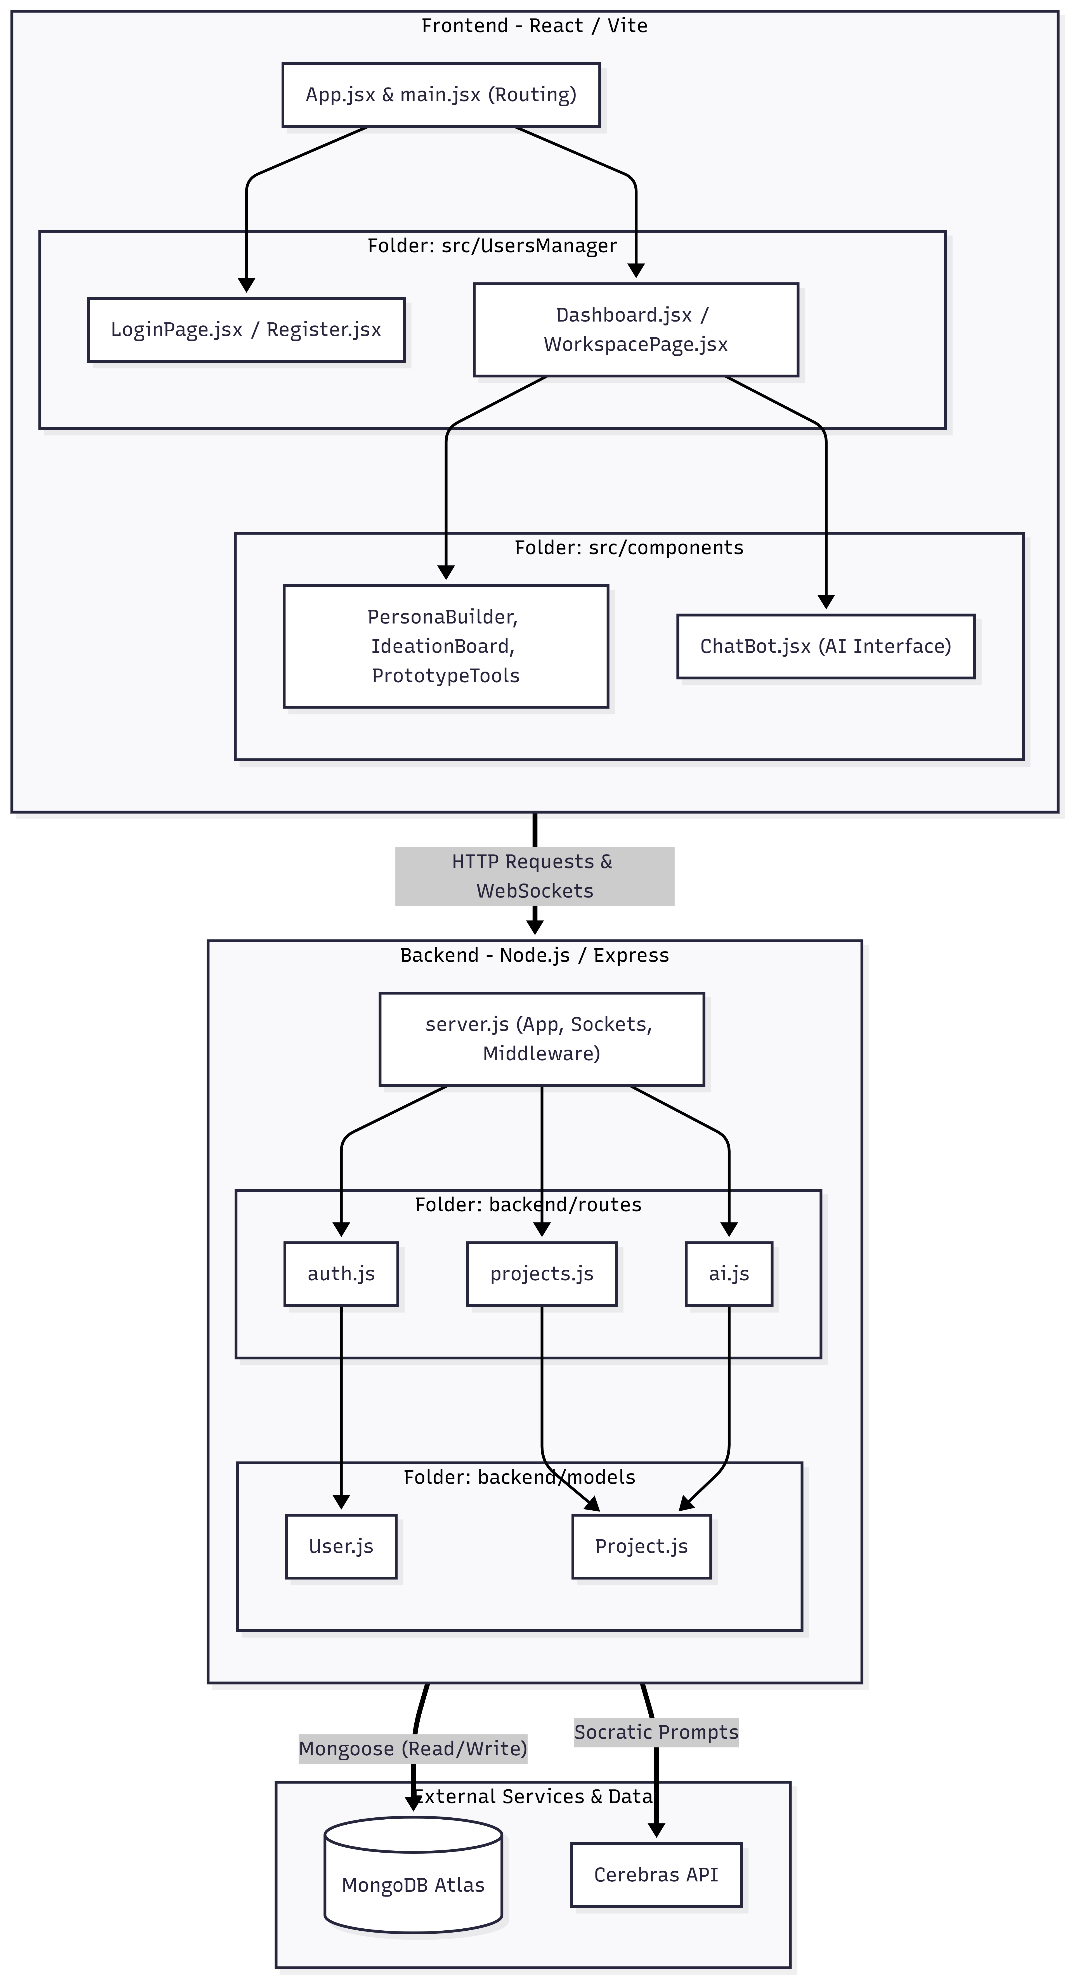 Frontend - React / Vite
App.jsx & main.jsx (Routing)
Folder: src/UsersManager
LoginPage.jsx / Register.jsx
Dashboard.jsx /
WorkspacePage.jsx
Folder: src/components
PersonaBuilder,
IdeationBoard,
PrototypeTools
ChatBot.jsx (AI Interface)
HTTP Requests &
WebSockets
Backend - Node.js / Express
server.js (App, Sockets,
Middleware)
Folder: backend/routes
auth.js
projects.js
ai.js
Folder: backend/models
User.js
Project.js
Mongoose (Read/Write)
Socratic Prompts
External Services & Data
MongoDB Atlas
Cerebras API